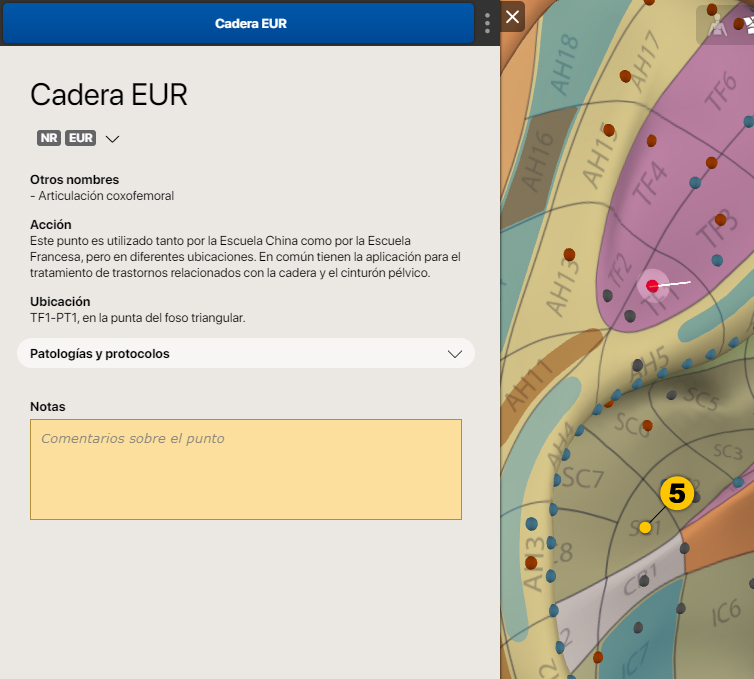 Cadera EUR
Cadera EUR
NR EUR
Otros nombres
- Articulación coxofemoral
Acción
Este punto es utilizado tanto por la Escuela China como por la Escuela
Francesa, pero en diferentes ubicaciones. En común tienen la aplicación para el
tratamiento de trastornos relacionados con la cadera y el cinturón pélvico.
Ubicación
TF1-PT1, en la punta del foso triangular.
Patologías y protocolos
Notas
Comentarios sobre el punto
AH18
AH17
TF6
AH16
AH15
TF4
TF3
AH13
TF2
TF1
AH11
AH5
SC5
SC6
AH4
SC3
SC7
5
AH3
CR1
IC6
IC7